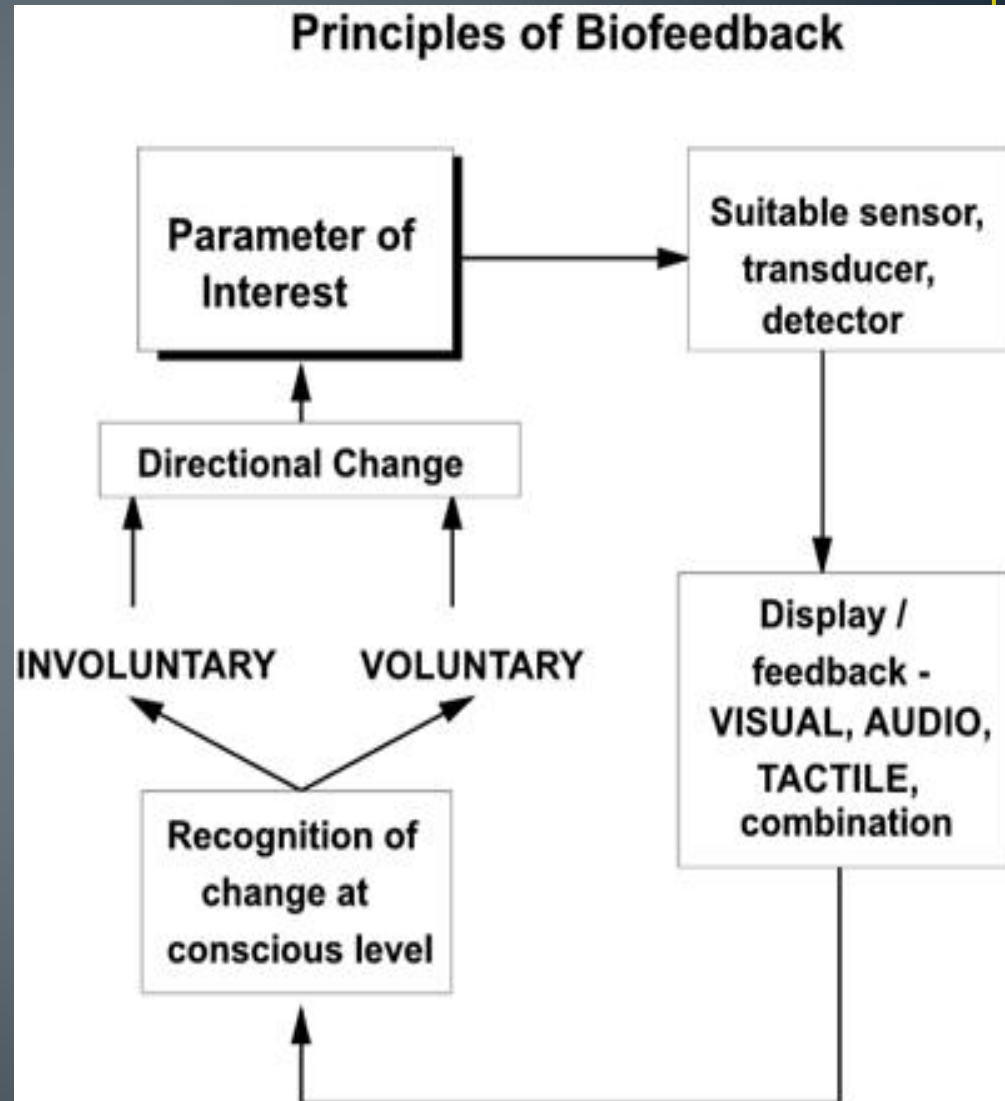 Principles of Biofeedback
Parameter of
Interest
Suitable sensor,
transducer,
detector
Directional Change
INVOLUNTARY
VOLUNTARY
Display /
feedback -
VISUAL, AUDIO,
TACTILE,
combination
Recognition of
change at
conscious level